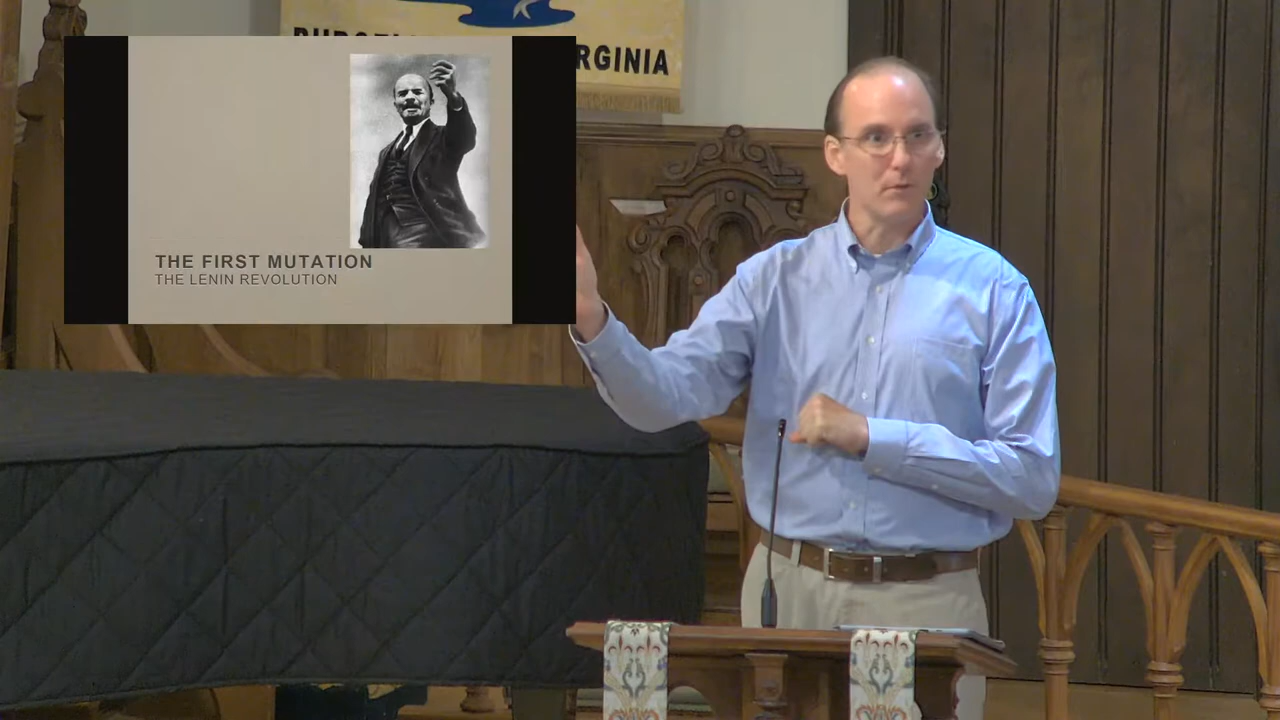 RGINIA
THE FIRST MUTATION
THE LENIN REVOLUTION